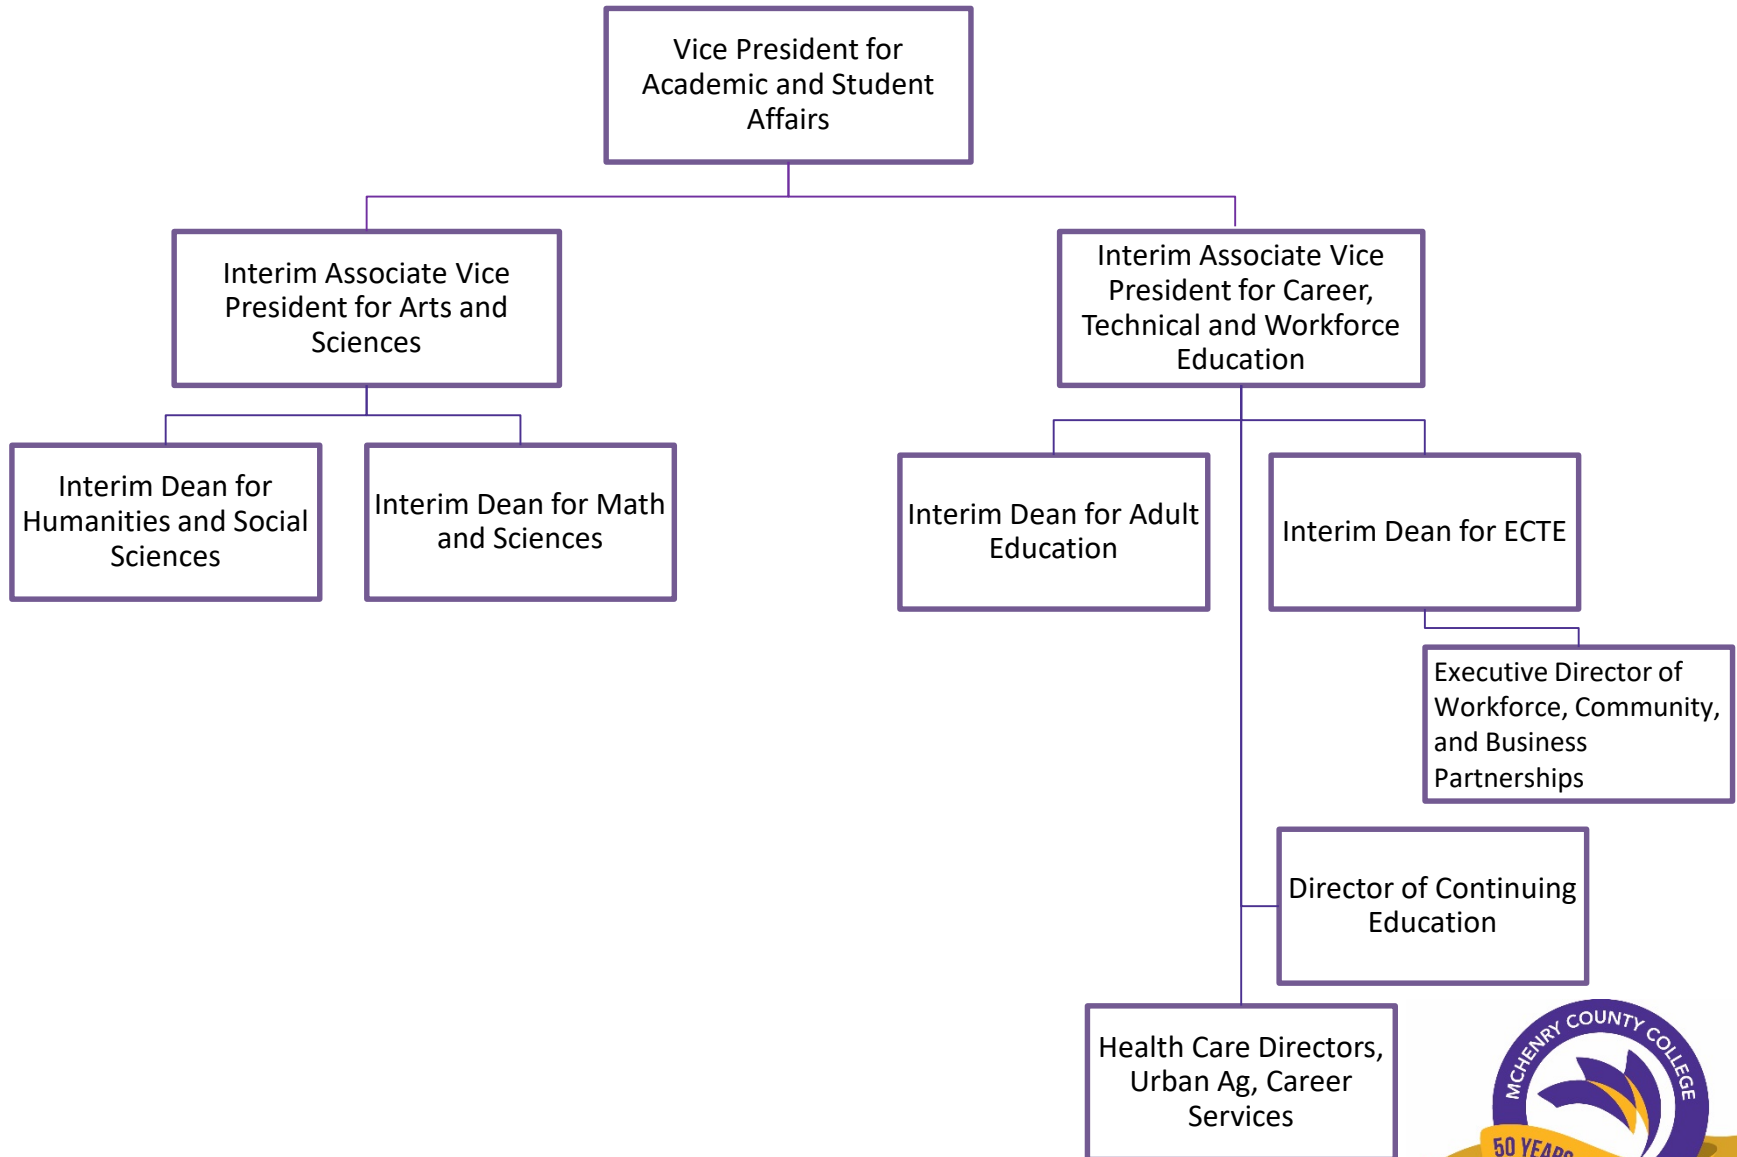 Vice President for
Academic and Student
Affairs
Interim Associate Vice
President for Arts and
Sciences
Interim Associate Vice
President for Career,
Technical and Workforce
Education
Interim Dean for
Humanities and Social
Sciences
Interim Dean for Math
and Sciences
Interim Dean for Adult
Education
Interim Dean for ECTE
Executive Director of
Workforce, Community,
and Business
Partnerships
Director of Continuing
Education
Health Care Directors,
Urban Ag, Career
Services
MCHENRY COUNTY COLLEGE
50 YEARS